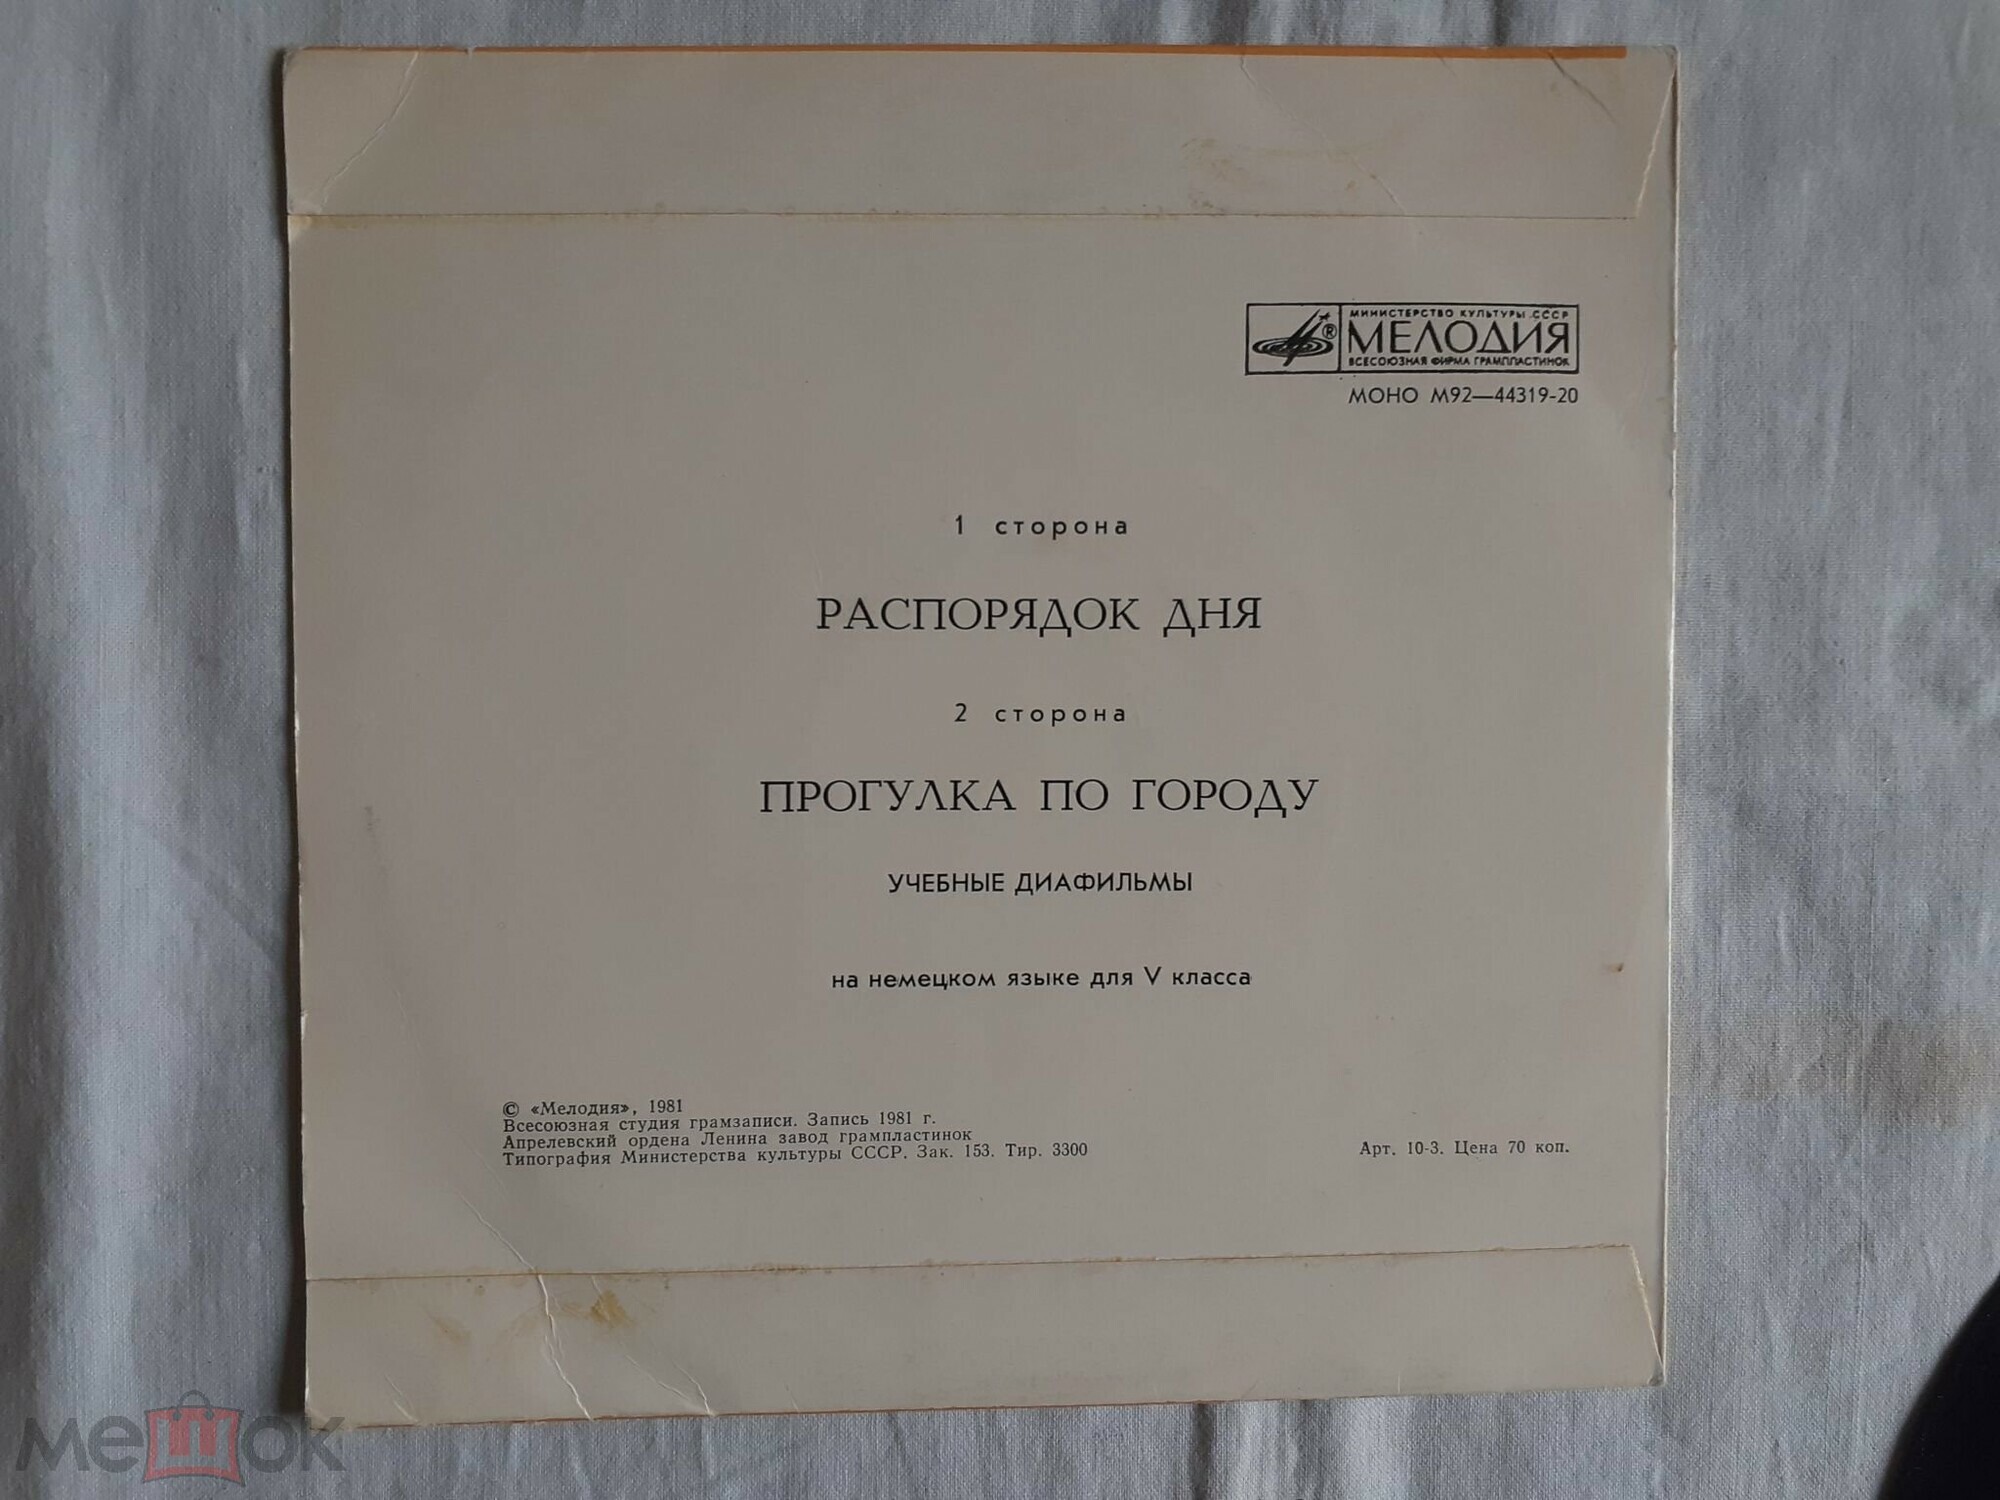 МИНИСТЕРСТВО КУЛЬТУРЫ СССР
МЕЛОДИЯ
ВСЕСОЮЗНАЯ ФИРМА ГРАМПЛАСТИНОК
®
МОНО М92—44319-20
1 сторона
РАСПОРЯДОК ДНЯ
2 сторона
ПРОГУЛКА ПО ГОРОДУ
УЧЕБНЫЕ ДИАФИЛЬМЫ
на немецком языке для V класса
© «Мелодия», 1981
Всесоюзная студия грамзаписи. Запись 1981 г.
Апрелевский ордена Ленина завод грампластинок
Типография Министерства культуры СССР. Зак. 153. Тир. 3300
Арт. 10-3. Цена 70 коп.
мешок